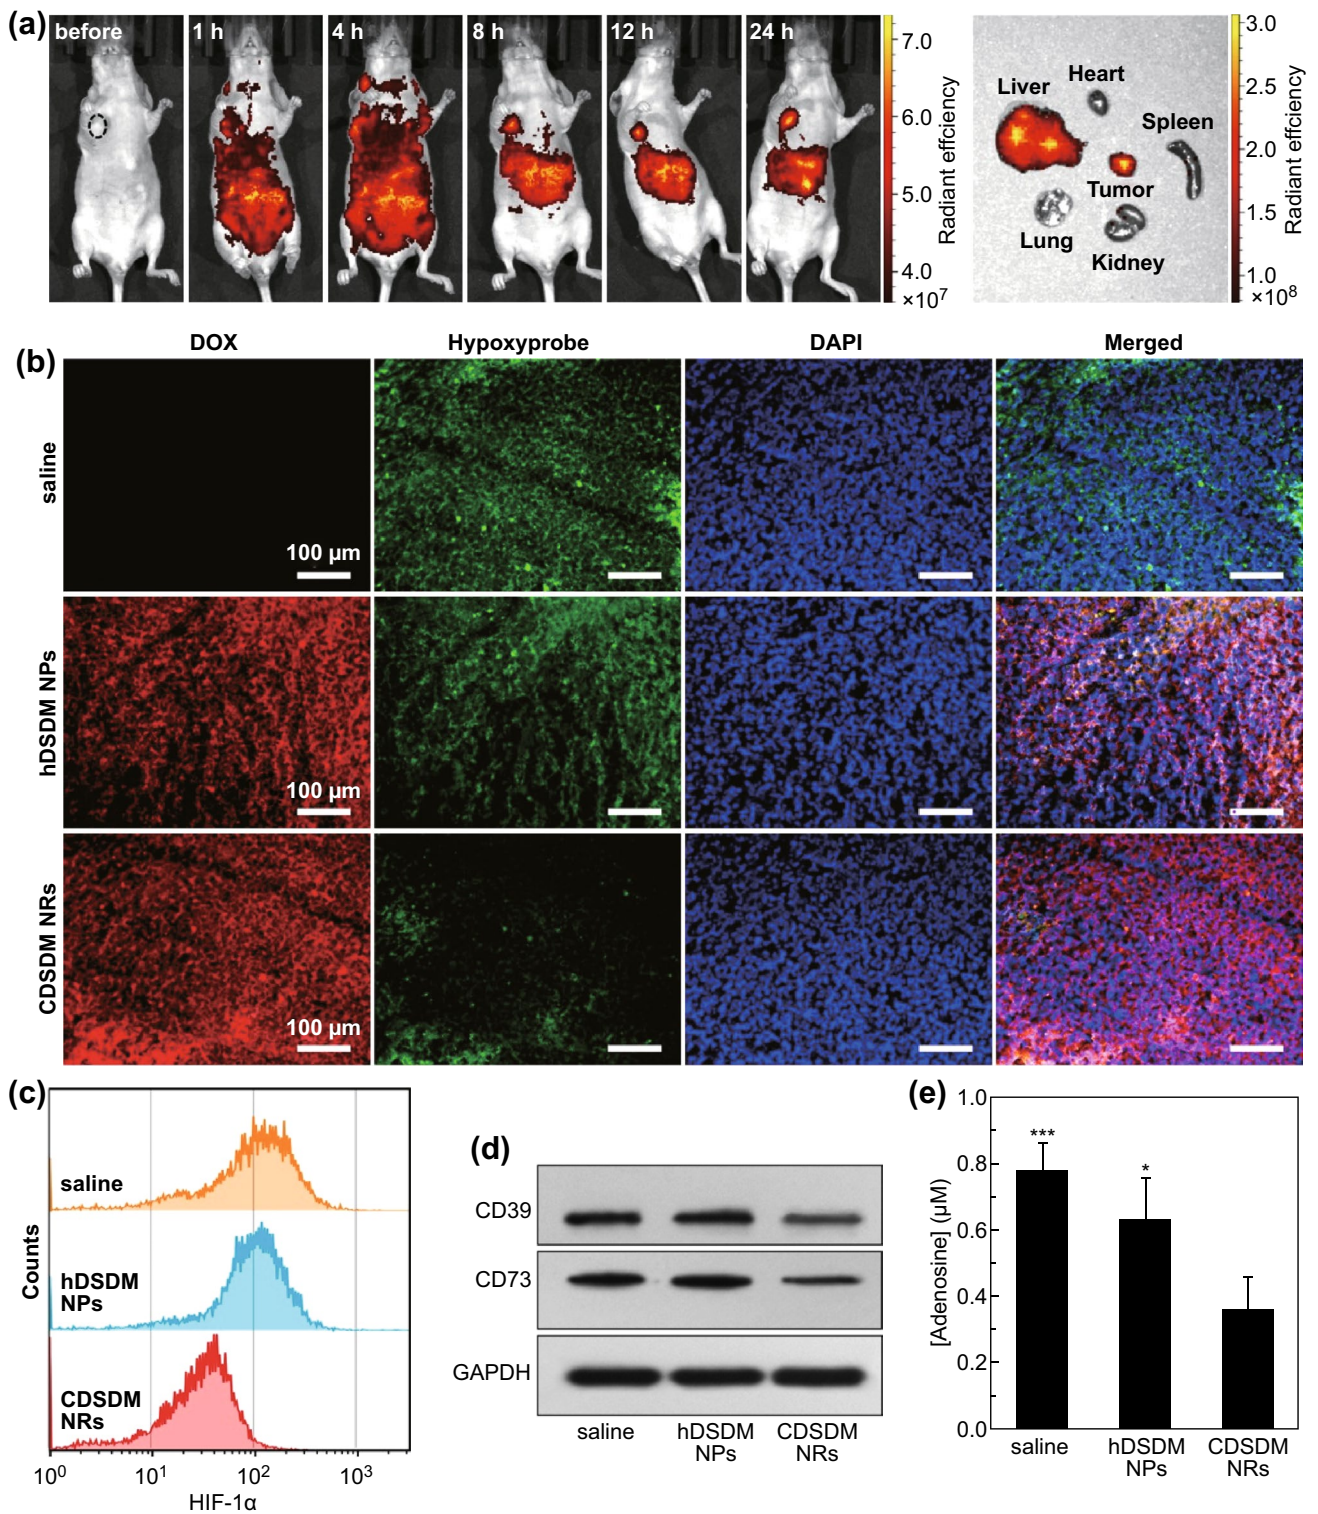 (a)
before
1 h
4 h
8 h
12 h
24 h
7.0
6.0
5.0
4.0
×10⁷
Radiant effciency
Liver
Heart
Spleen
Tumor
Lung
Kidney
3.0
2.5
2.0
1.5
1.0
×10⁸
Radiant effciency
(b)
DOX
Hypoxyprobe
DAPI
Merged
saline
100 µm
hDSDM NPs
100 µm
CDSDM NRs
100 µm
(c)
saline
hDSDM
NPs
CDSDM
NRs
Counts
10⁰
10¹
10²
10³
HIF-1α
(d)
CD39
CD73
GAPDH
saline
hDSDM
NPs
CDSDM
NRs
(e)
[Adenosine] (µM)
1.0
0.8
0.6
0.4
0.2
0.0
***
*
saline
hDSDM
NPs
CDSDM
NRs